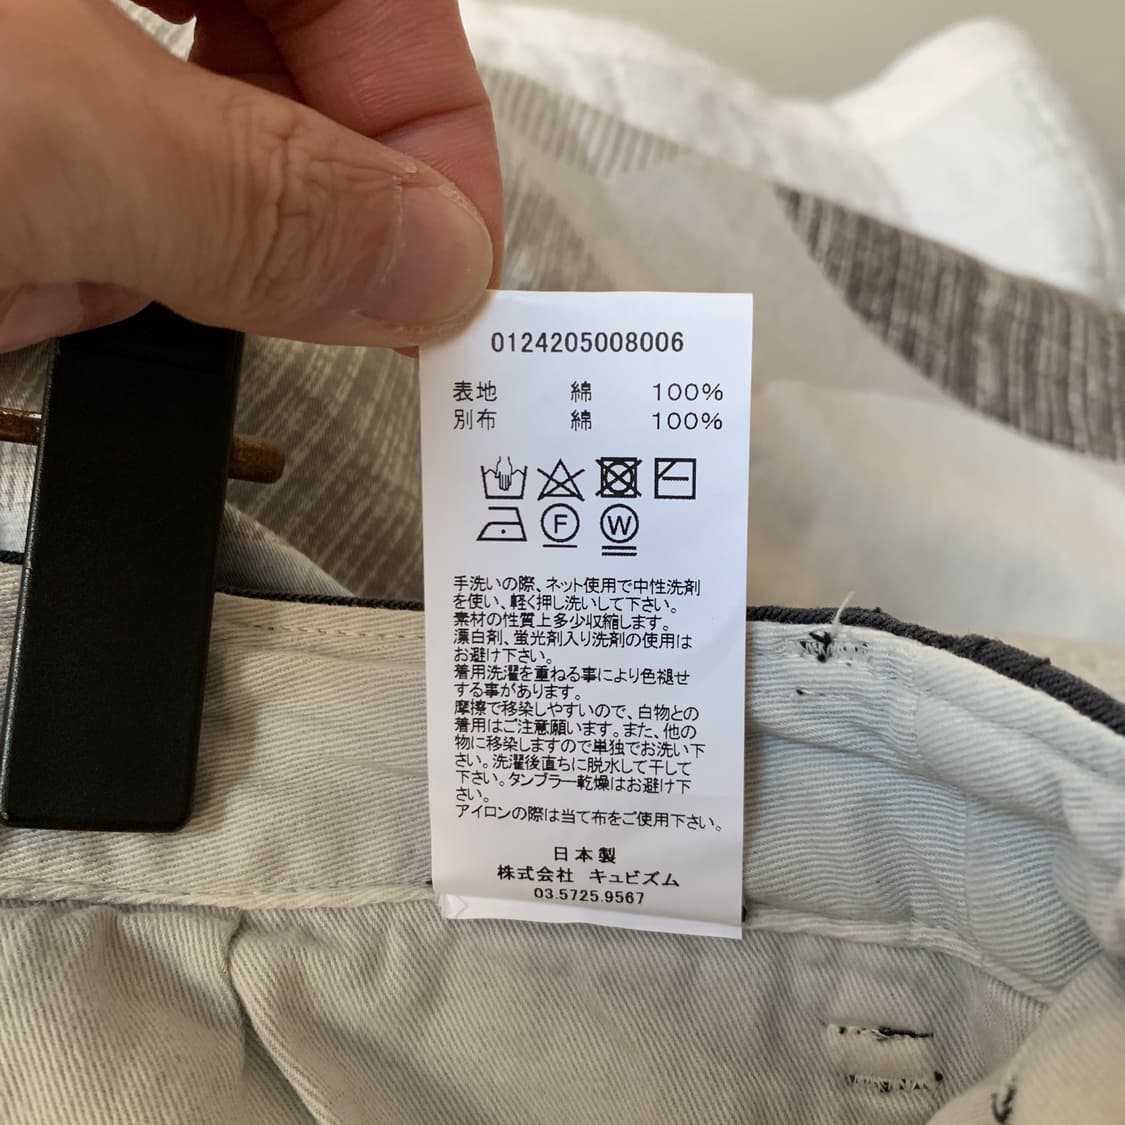 0124205008006
表地 綿 100%
別布 綿 100%
F W
手洗いの際、ネット使用で中性洗剤
を使い、軽く押し洗いして下さい。
素材の性質上多少収縮します。
漂白剤、蛍光剤入り洗剤の使用は
お避け下さい。
着用洗濯を重ねる事により色褪せ
する事があります。
摩擦で移染しやすいので、白物との
着用はご注意願います。また、他の
物に移染しますので単独でお洗い下
さい。洗濯後直ちに脱水して干して
下さい。タンブラー乾燥はお避け下
さい。
アイロンの際は当て布をご使用下さい。
日本製
株式会社 キュビズム
03.5725.9567